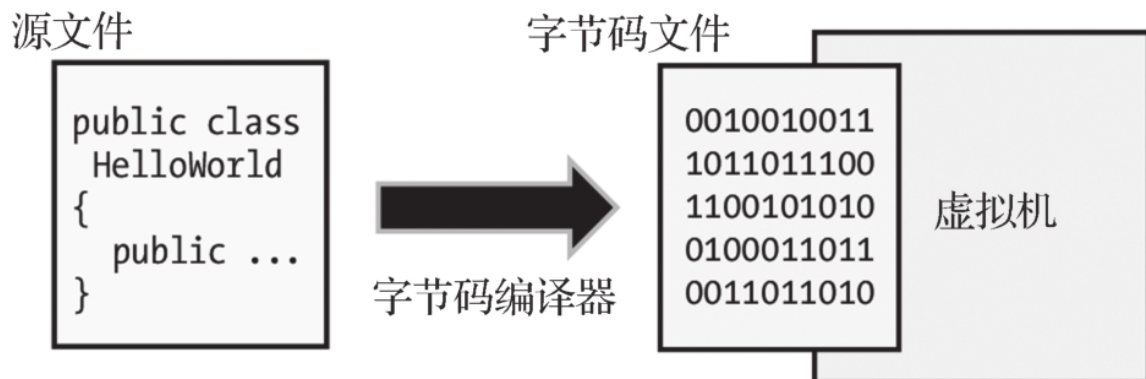 源文件
public class
HelloWorld
{
public ...
}
字节码编译器
字节码文件
0010010011
1011011100
1100101010
0100011011
0011011010
虚拟机